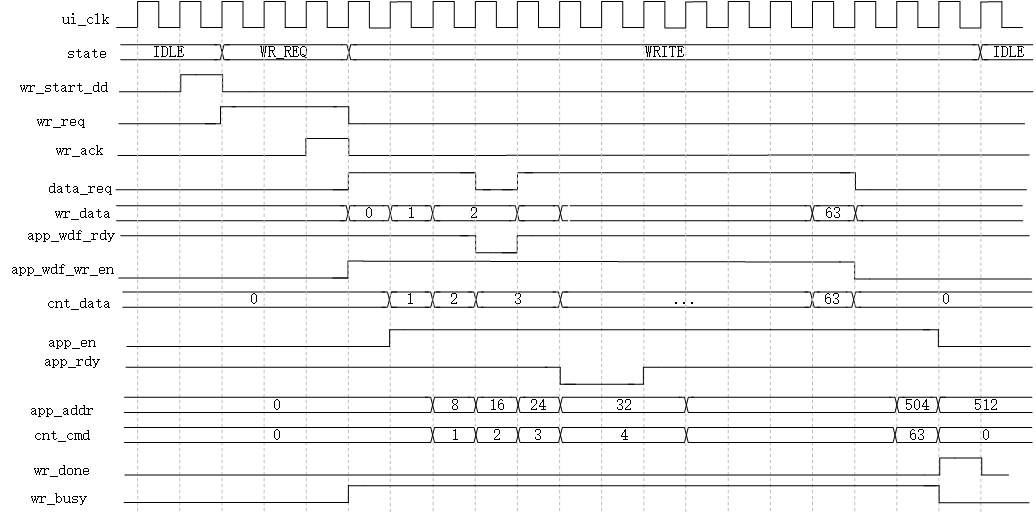 ui_clk
state IDLE WR_REQ WRITE IDLE
wr_start_dd
wr_req
wr_ack
data_req
wr_data 0 1 2 63
app_wdf_rdy
app_wdf_wr_en
cnt_data 0 1 2 3 ... 63 0
app_en
app_rdy
app_addr 0 8 16 24 32 504 512
cnt_cmd 0 1 2 3 4 63 0
wr_done
wr_busy